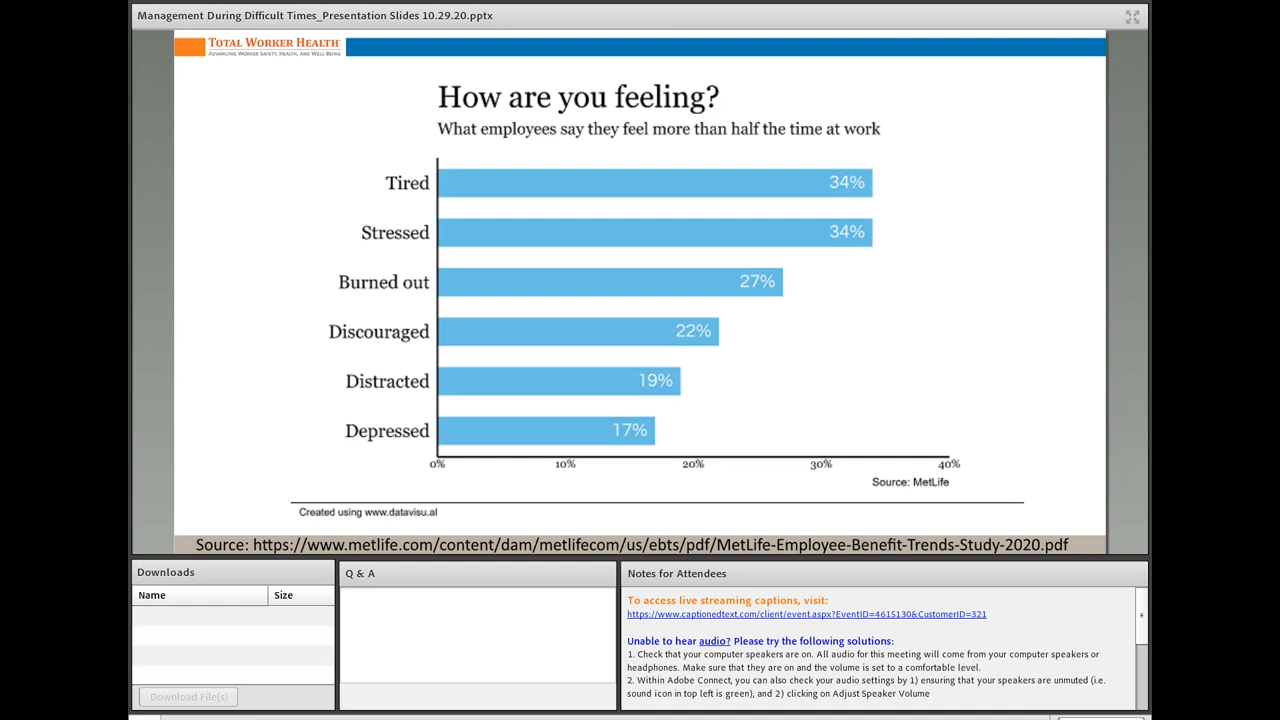 Management During Difficult Times_Presentation Slides 10.29.20.pptx
TOTAL WORKER HEALTH
ADVANCING WORKER SAFETY, HEALTH, AND WELL-BEING
How are you feeling?
What employees say they feel more than half the time at work
Tired 34%
Stressed 34%
Burned out 27%
Discouraged 22%
Distracted 19%
Depressed 17%
0% 10% 20% 30% 40%
Source: MetLife
Created using www.datavisu.al
Source: https://www.metlife.com/content/dam/metlifecom/us/ebts/pdf/MetLife-Employee-Benefit-Trends-Study-2020.pdf
Downloads
Name Size
Download File(s)
Q & A
Notes for Attendees
To access live streaming captions, visit:
https://www.captionedtext.com/client/event.aspx?EventID=4615130&CustomerID=321
Unable to hear audio? Please try the following solutions:
1. Check that your computer speakers are on. All audio for this meeting will come from your computer speakers or
headphones. Make sure that they are on and the volume is set to a comfortable level.
2. Within Adobe Connect, you can also check your audio settings by 1) ensuring that your speakers are unmuted (i.e.
sound icon in top left is green), and 2) clicking on Adjust Speaker Volume